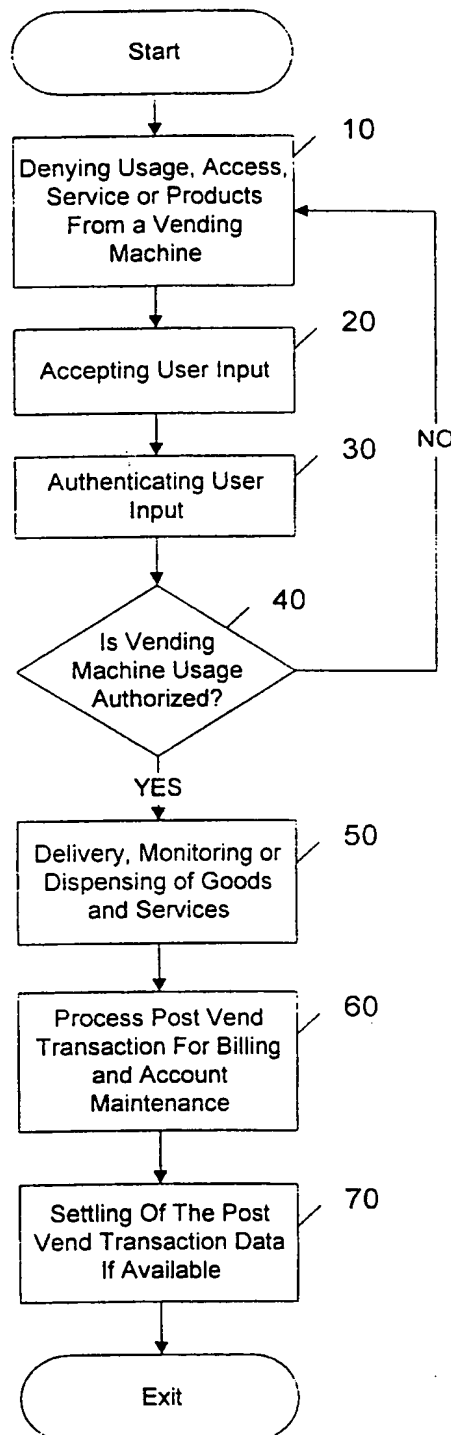 Start
10
Denying Usage, Access,
Service or Products
From a Vending
Machine
20
Accepting User Input
30
Authenticating User
Input
NO
40
Is Vending
Machine Usage
Authorized?
YES
50
Delivery, Monitoring or
Dispensing of Goods
and Services
60
Process Post Vend
Transaction For Billing
and Account
Maintenance
70
Settling Of The Post
Vend Transaction Data
If Available
Exit